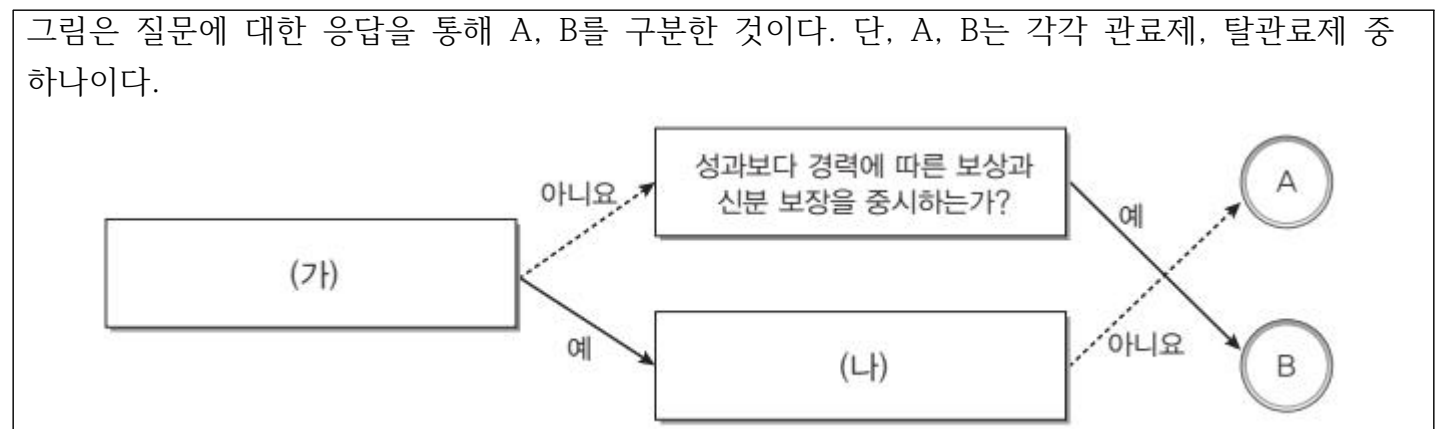 그림은 질문에 대한 응답을 통해 A, B를 구분한 것이다. 단, A, B는 각각 관료제, 탈관료제 중
하나이다.
성과보다 경력에 따른 보상과
신분 보장을 중시하는가?
A
아니요
예
(가)
예
아니요
(나)
B